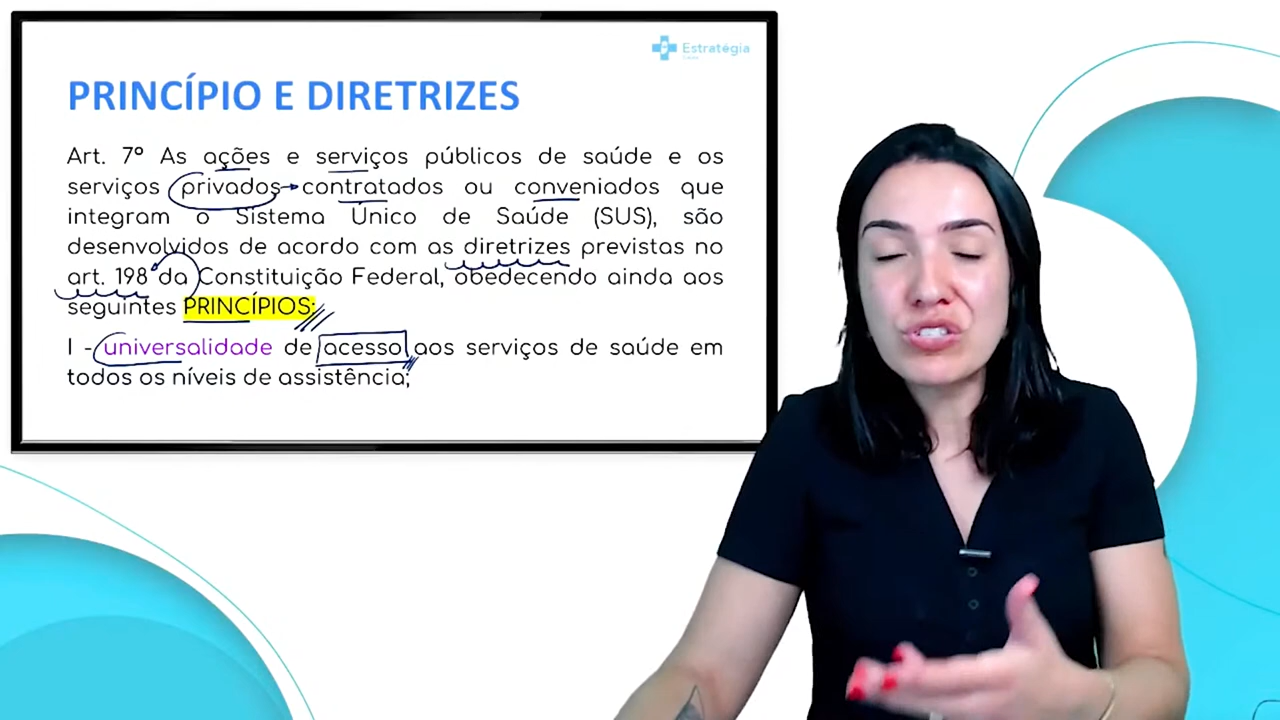 Estratégia
PRINCÍPIO E DIRETRIZES
Art. 7º As ações e serviços públicos de saúde e os
serviços privados contratados ou conveniados que
integram o Sistema Único de Saúde (SUS), são
desenvolvidos de acordo com as diretrizes previstas no
art. 198 da Constituição Federal, obedecendo ainda aos
seguintes PRINCÍPIOS:
I - universalidade de acesso aos serviços de saúde em
todos os níveis de assistência;